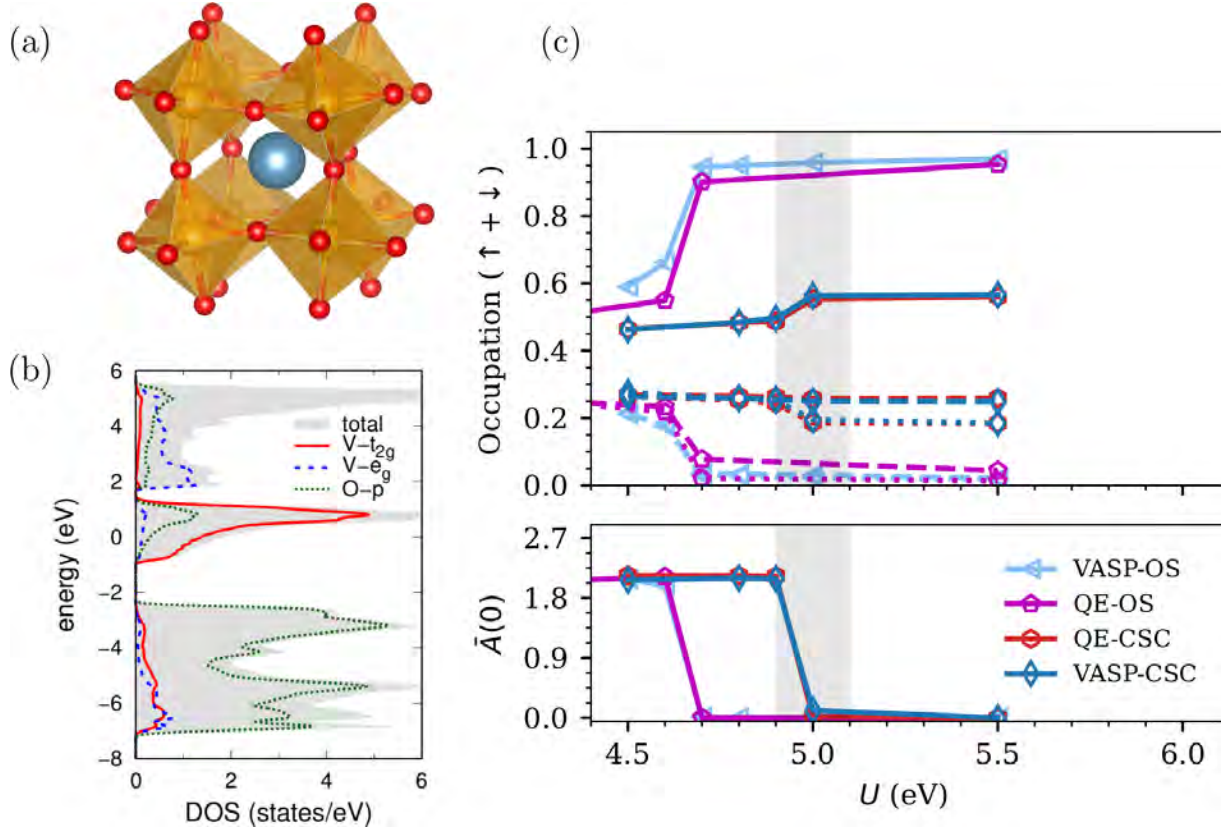 (a)
(b)
6
4
2
0
−2
−4
−6
−8
energy (eV)
total
V−t2g
V−eg
O−p
0 2 4 6
DOS (states/eV)
(c)
1.0
0.8
0.6
0.4
0.2
0.0
Occupation (↑ + ↓)
2.7
1.8
0.9
0.0
Ā(0)
VASP-OS
QE-OS
QE-CSC
VASP-CSC
4.5 5.0 5.5 6.0
U (eV)